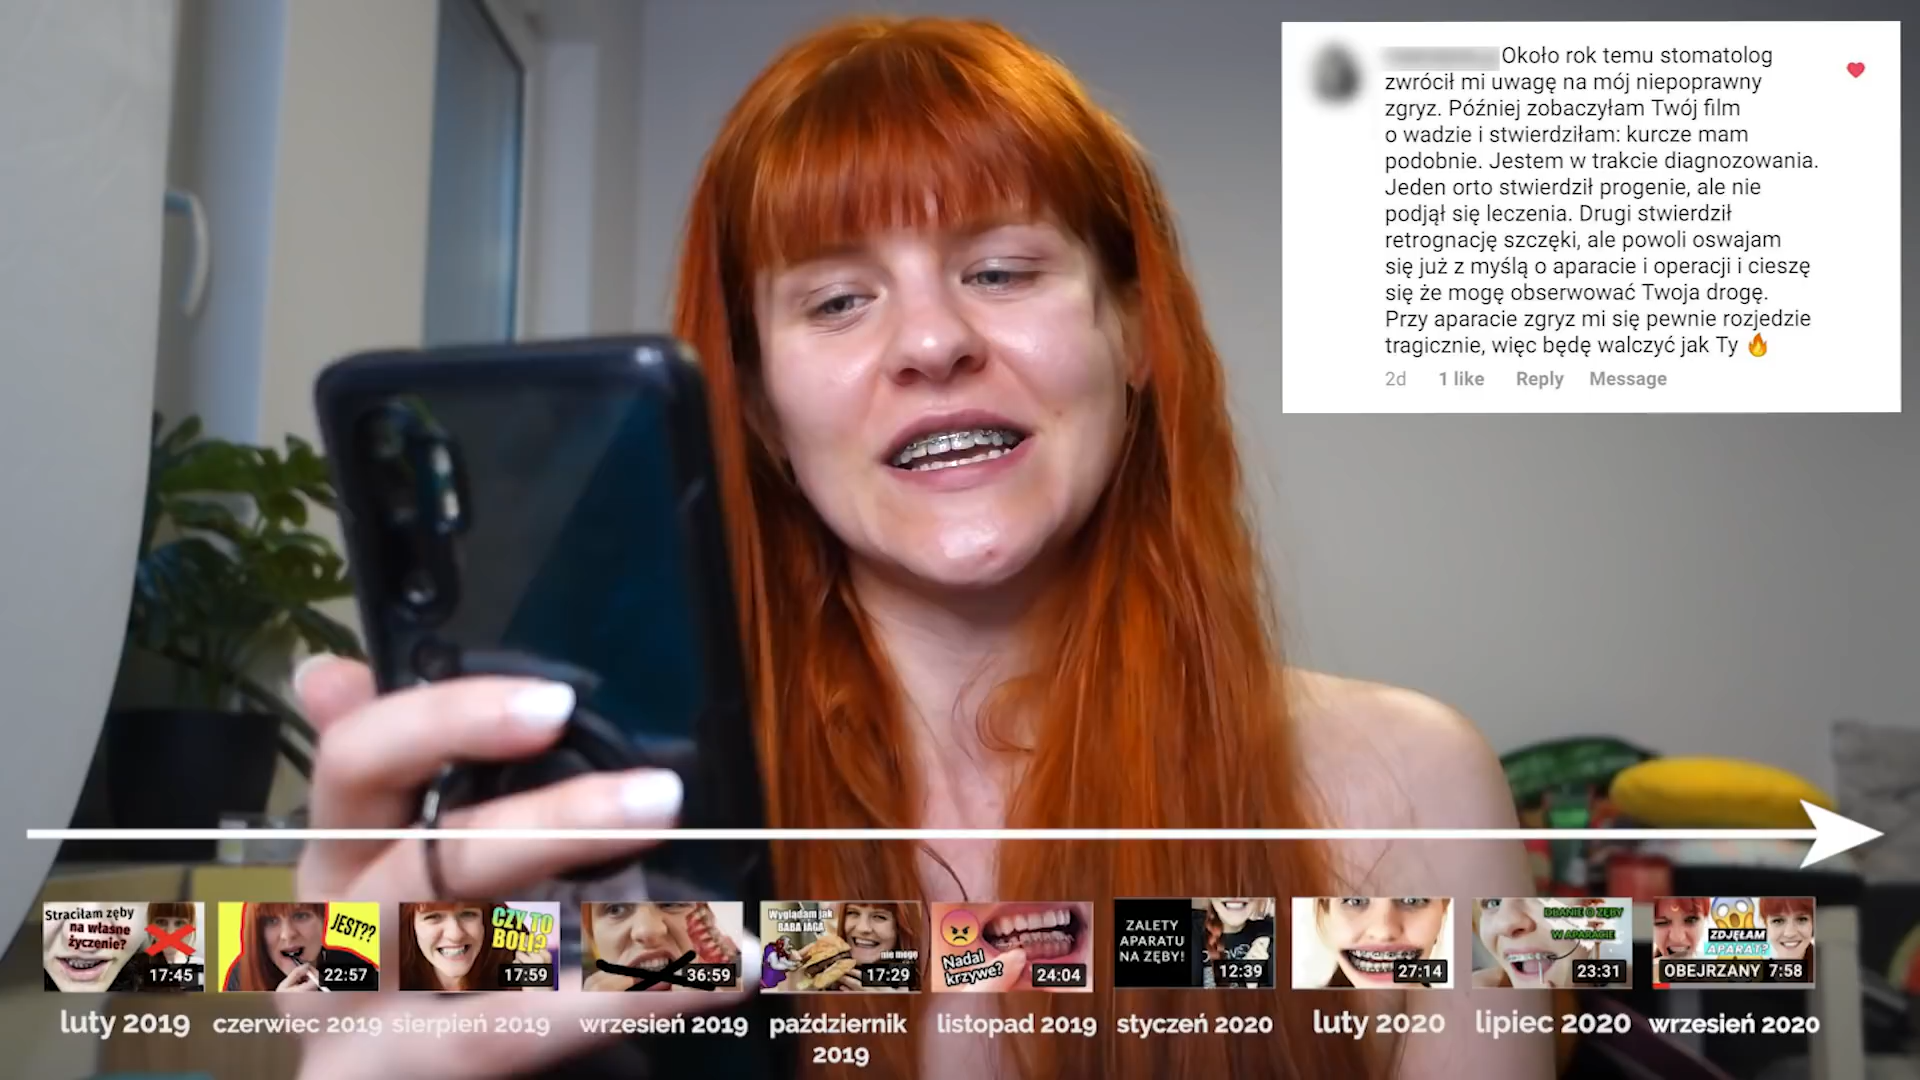 Około rok temu stomatolog
zwrócił mi uwagę na mój niepoprawny
zgryz. Później zobaczyłam Twój film
o wadzie i stwierdziłam: kurcze mam
podobnie. Jestem w trakcie diagnozowania.
Jeden orto stwierdził progenie, ale nie
podjął się leczenia. Drugi stwierdził
retrognację szczęki, ale powoli oswajam
się już z myślą o aparacie i operacji i cieszę
się że mogę obserwować Twoja drogę.
Przy aparacie zgryz mi się pewnie rozjedzie
tragicznie, więc będę walczyć jak Ty 🔥
2d 1 like Reply Message
Straciłam zęby
na własne
życzenie?
17:45
luty 2019
JEST??
22:57
czerwiec 2019
CZY TO
BOLI?
17:59
sierpień 2019
36:59
wrzesień 2019
Wyglądam jak
BABA JAGA
nie mogę
17:29
październik
2019
Nadal
krzywe?
24:04
listopad 2019
ZALETY
APARATU
NA ZĘBY!
12:39
styczeń 2020
27:14
luty 2020
DBANIE O ZĘBY
W APARACIE
23:31
lipiec 2020
ZDJĘŁAM
APARAT?
OBEJRZANY 7:58
wrzesień 2020